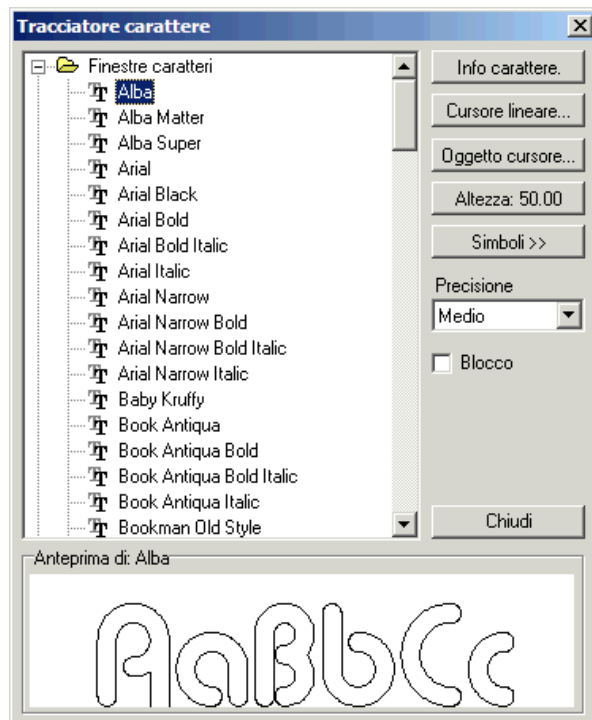 Tracciatore carattere
Finestre caratteri
Alba
Alba Matter
Alba Super
Arial
Arial Black
Arial Bold
Arial Bold Italic
Arial Italic
Arial Narrow
Arial Narrow Bold
Arial Narrow Bold Italic
Arial Narrow Italic
Baby Kruffy
Book Antiqua
Book Antiqua Bold
Book Antiqua Bold Italic
Book Antiqua Italic
Bookman Old Style
Info carattere.
Cursore lineare...
Oggetto cursore...
Altezza: 50.00
Simboli >>
Precisione
Medio
Blocco
Chiudi
Anteprima di: Alba
AaBbCc